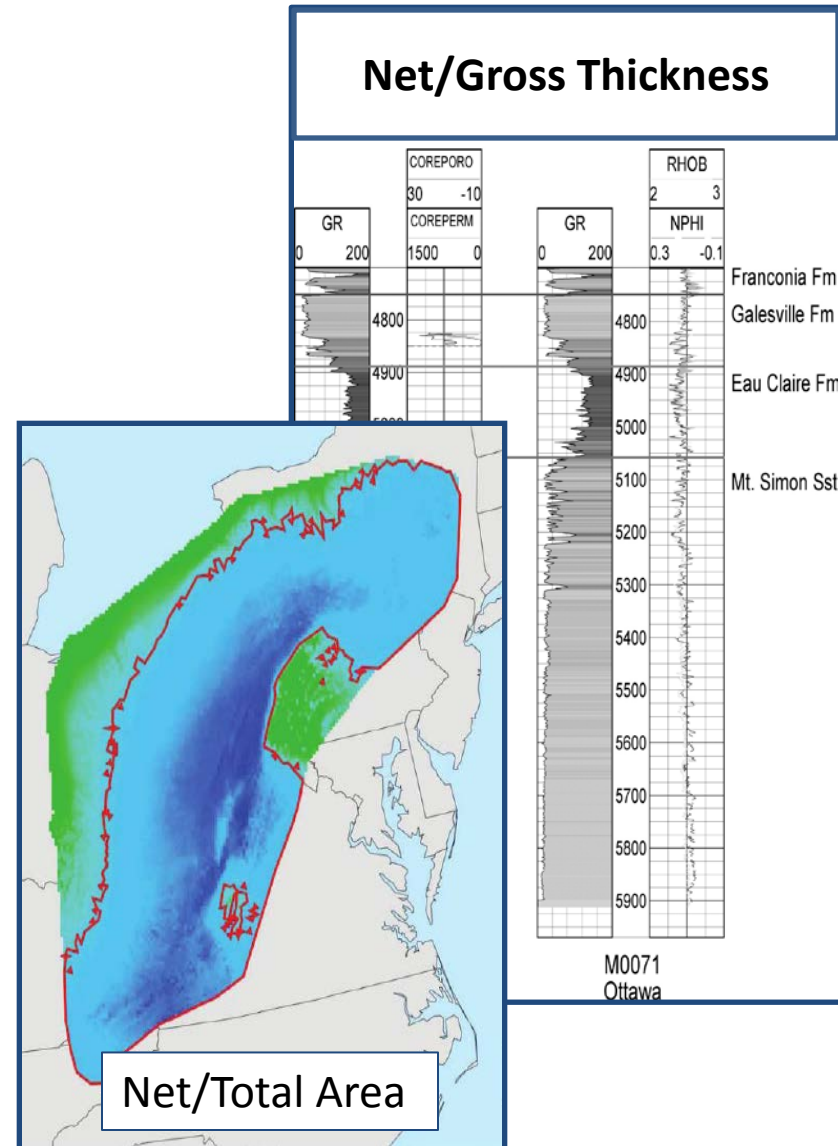 Net/Gross Thickness
COREPORO
30 -10
GR
COREPERM
0 200
1500 0
4800
4900
RHOB
2 3
GR
NPHI
0 200
0.3 -0.1
Franconia Fm
4800
Galesville Fm
4900
Eau Claire Fm
5000
5100
Mt. Simon Sst
5200
5300
5400
5500
5600
5700
5800
5900
M0071
Ottawa
Net/Total Area